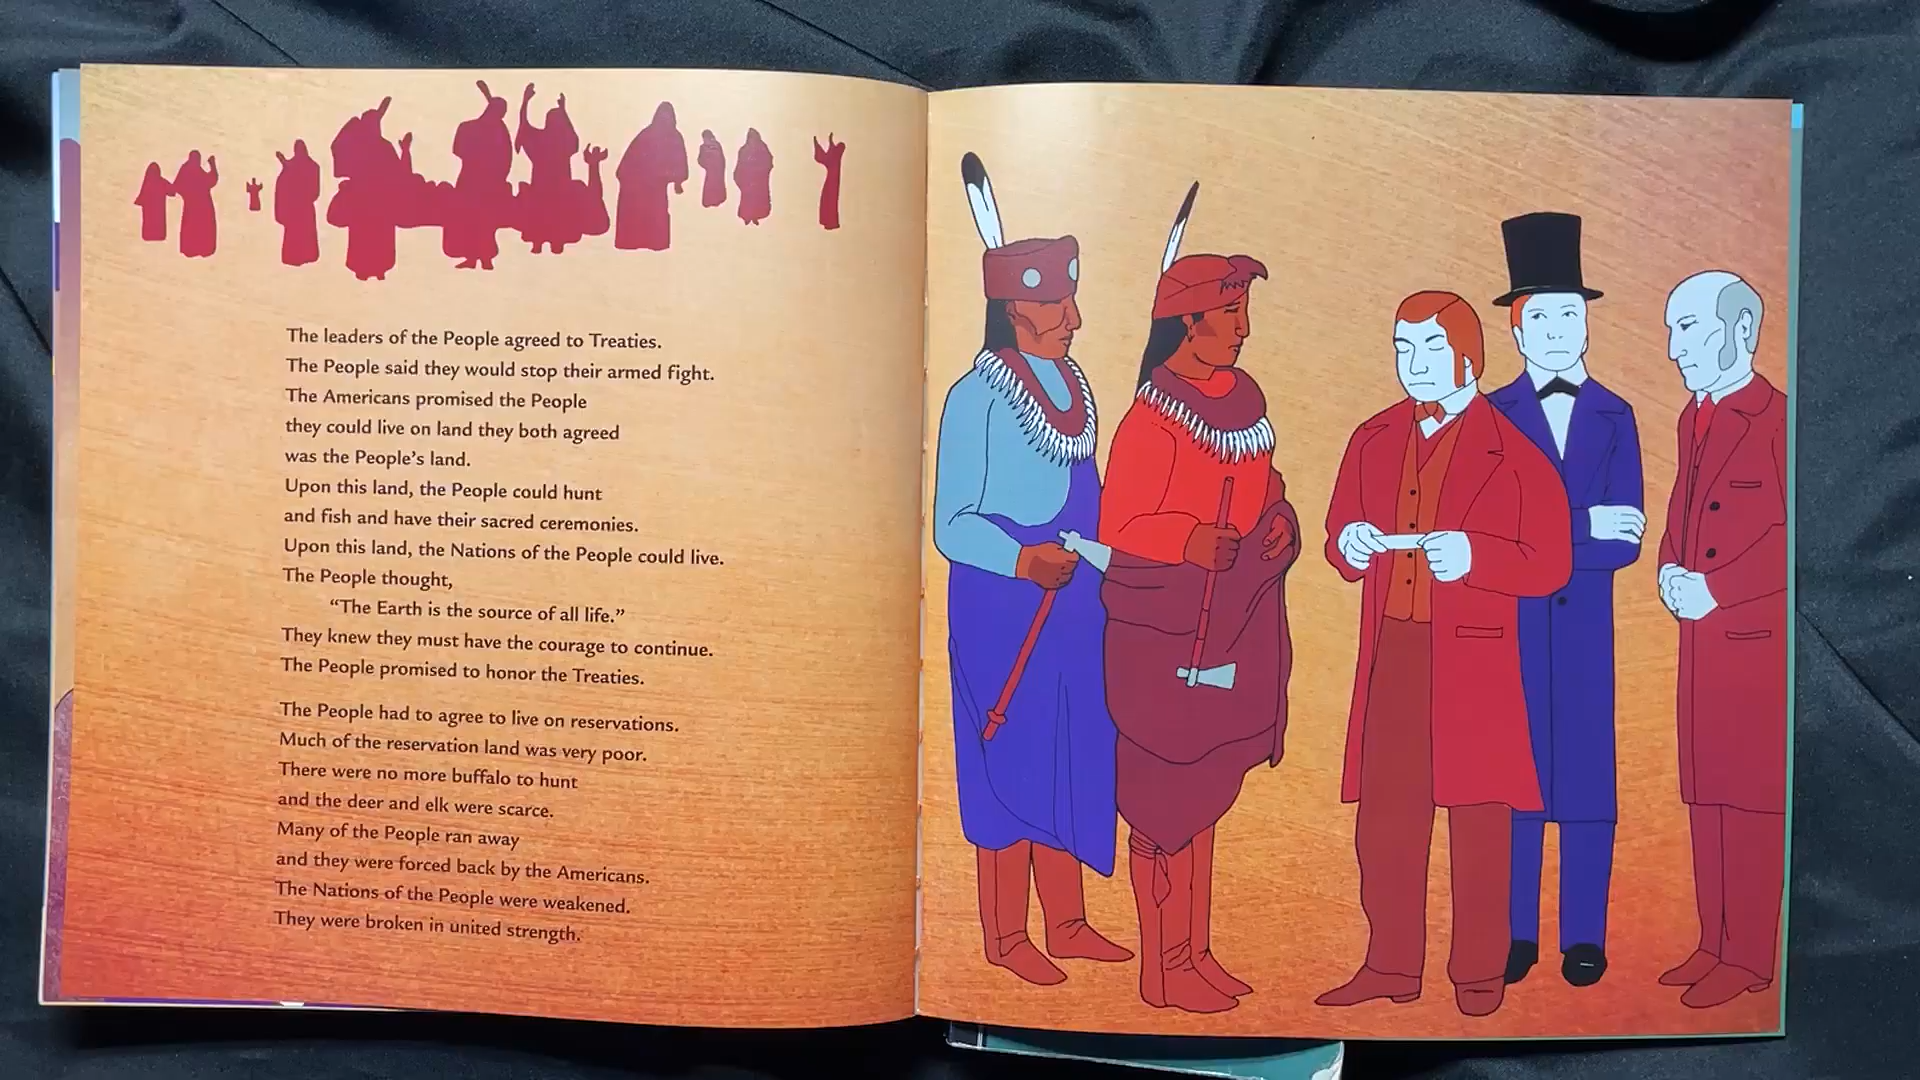 The leaders of the People agreed to Treaties.
The People said they would stop their armed fight.
The Americans promised the People
they could live on land they both agreed
was the People's land.
Upon this land, the People could hunt
and fish and have their sacred ceremonies.
Upon this land, the Nations of the People could live.
The People thought,
“The Earth is the source of all life.”
They knew they must have the courage to continue.
The People promised to honor the Treaties.
The People had to agree to live on reservations.
Much of the reservation land was very poor.
There were no more buffalo to hunt
and the deer and elk were scarce.
Many of the People ran away
and they were forced back by the Americans.
The Nations of the People were weakened.
They were broken in united strength.